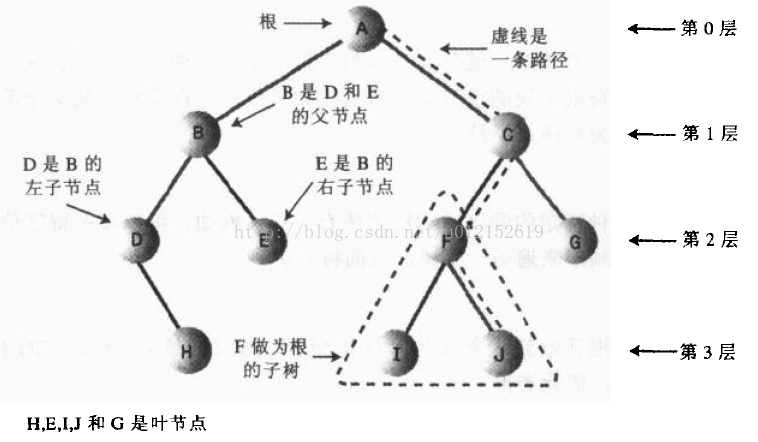 根
A
虚线是
一条路径
第 0 层
B 是 D 和 E
的父节点
B
C
第 1 层
D 是 B 的
左子节点
E 是 B 的
右子节点
D
E
F
G
http://blog.csdn.net/u012152619
第 2 层
H
F 做为根
的子树
I
J
第 3 层
H,E,I,J 和 G 是叶节点